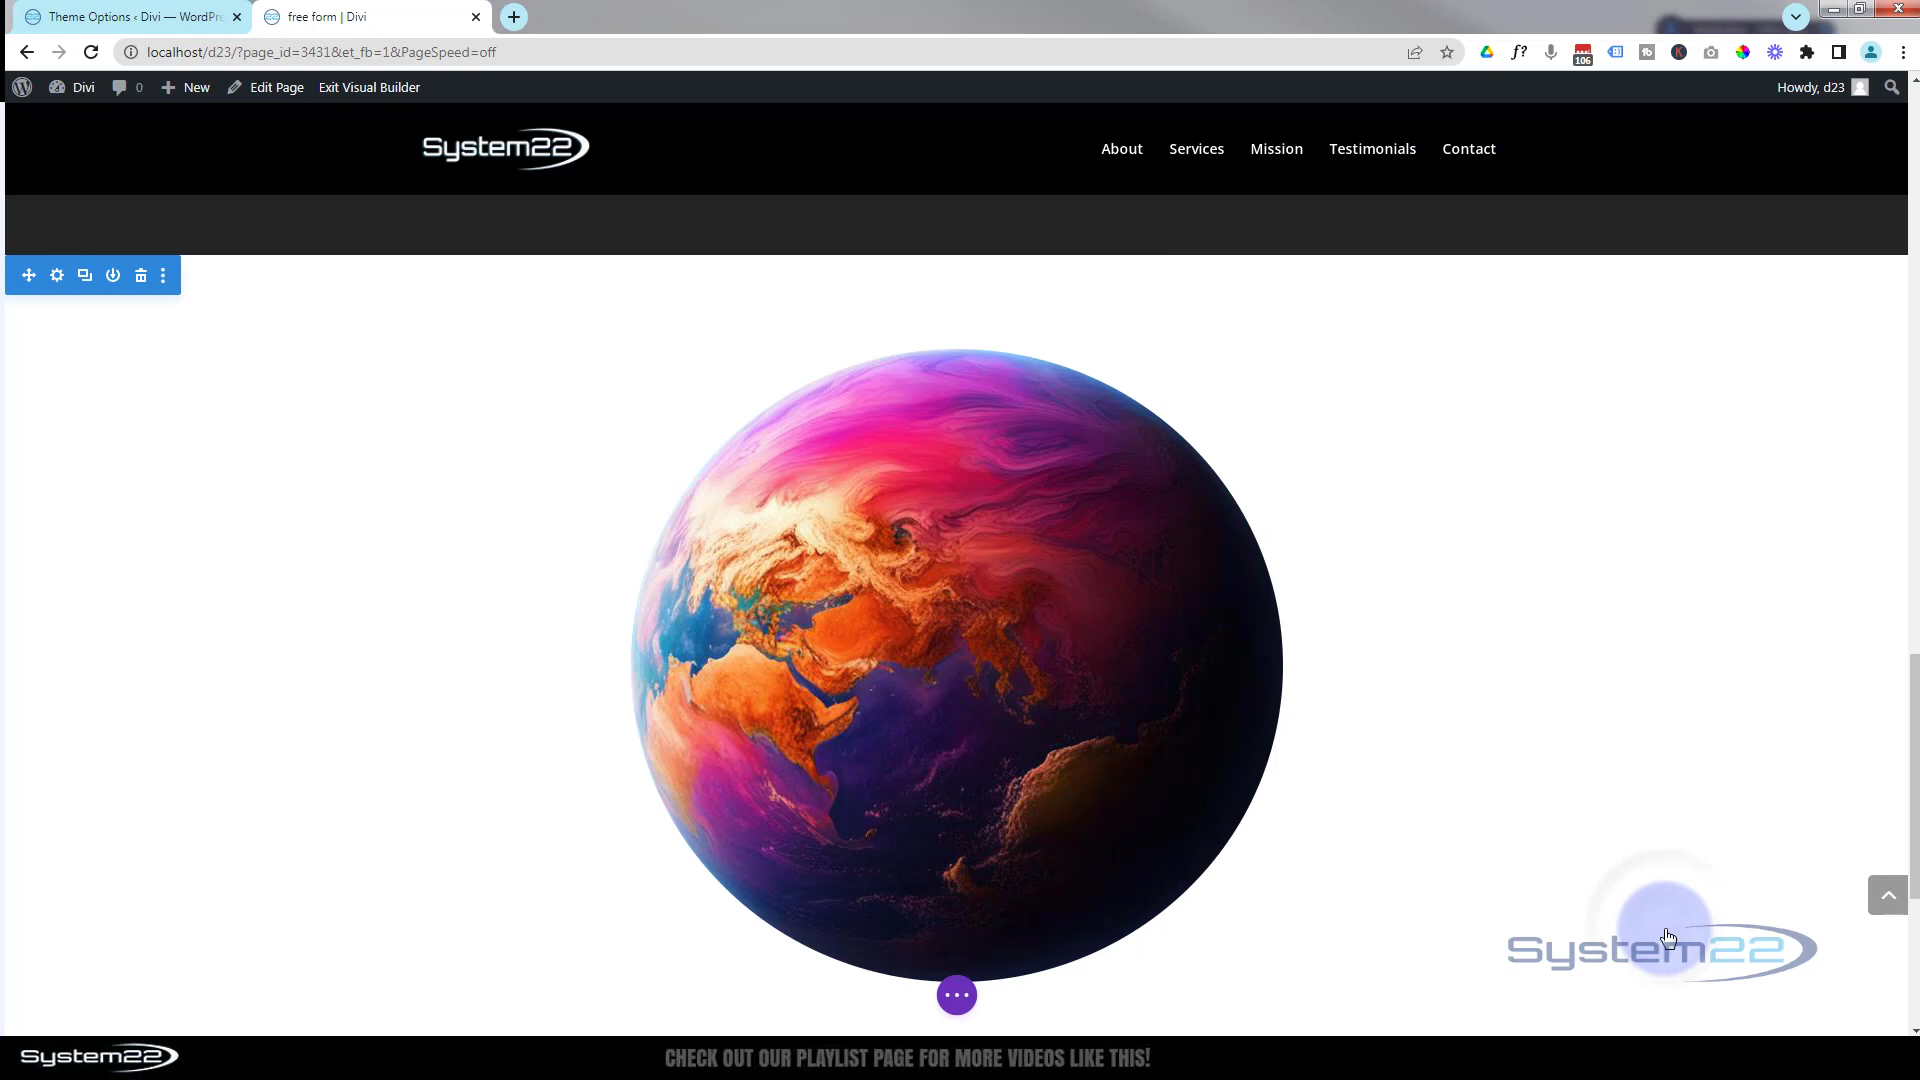 Theme Options ‹ Divi — WordPre
free form | Divi
localhost/d23/?page_id=3431&et_fb=1&PageSpeed=off
106
Divi
0
New
Edit Page
Exit Visual Builder
Howdy, d23
System22
About
Services
Mission
Testimonials
Contact
System22
System22
CHECK OUT OUR PLAYLIST PAGE FOR MORE VIDEOS LIKE THIS!